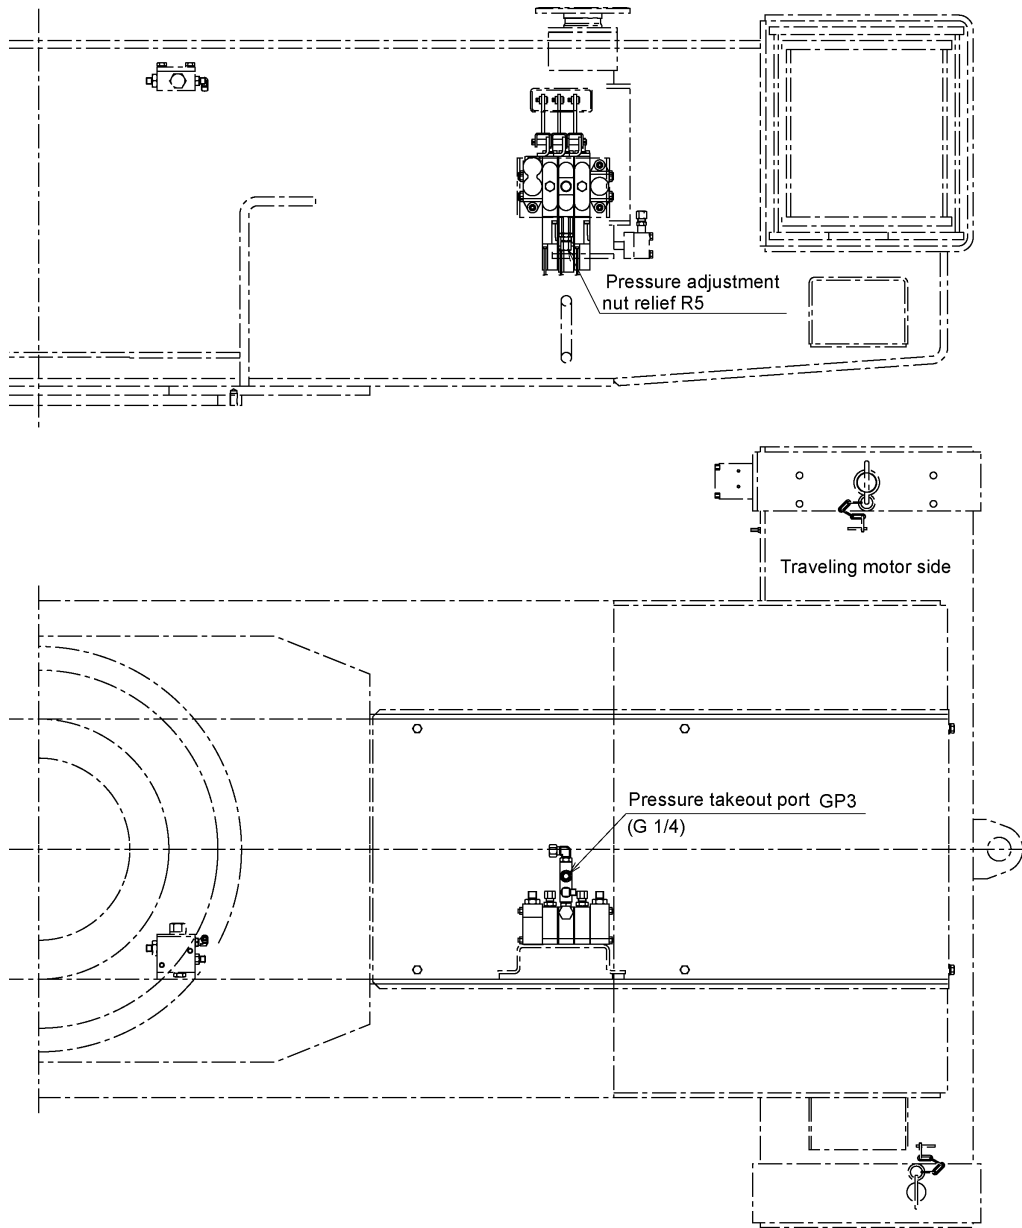 Pressure adjustment
nut relief R5
Traveling motor side
Pressure takeout port GP3
(G 1/4)